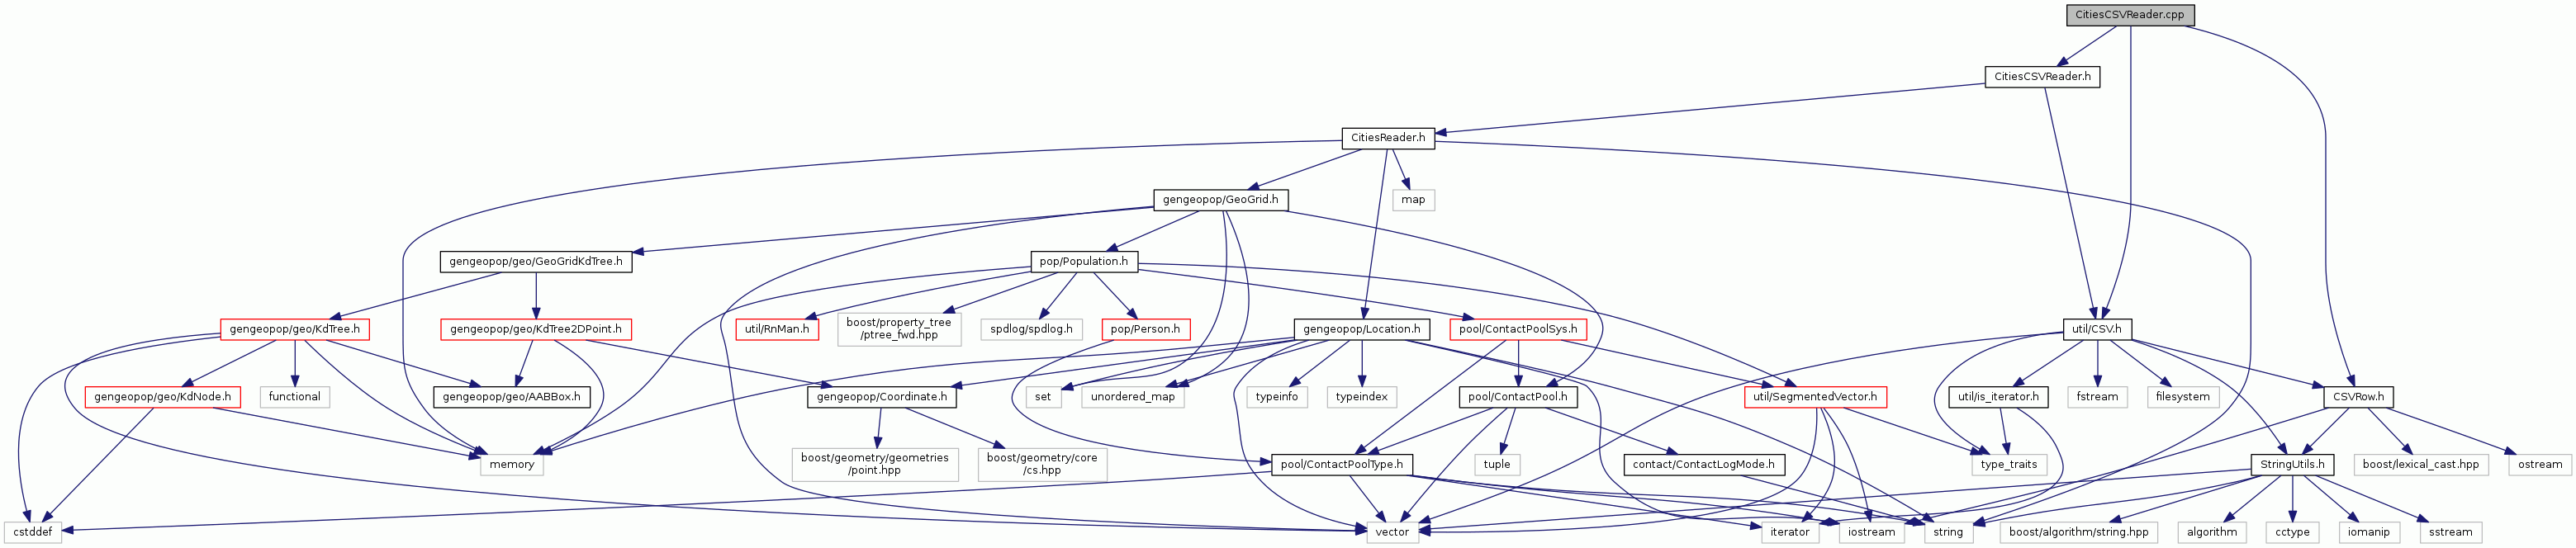 CitiesCSVReader.cpp
CitiesCSVReader.h
CitiesReader.h
gengeopop/GeoGrid.h
map
gengeopop/geo/GeoGridKdTree.h
pop/Population.h
gengeopop/geo/KdTree.h
gengeopop/geo/KdTree2DPoint.h
util/RnMan.h
boost/property_tree
/ptree_fwd.hpp
spdlog/spdlog.h
pop/Person.h
gengeopop/Location.h
pool/ContactPoolSys.h
util/CSV.h
gengeopop/geo/KdNode.h
functional
gengeopop/geo/AABBox.h
gengeopop/Coordinate.h
set
unordered_map
typeinfo
typeindex
pool/ContactPool.h
util/SegmentedVector.h
util/is_iterator.h
fstream
filesystem
CSVRow.h
memory
boost/geometry/geometries
/point.hpp
boost/geometry/core
/cs.hpp
pool/ContactPoolType.h
tuple
contact/ContactLogMode.h
type_traits
StringUtils.h
boost/lexical_cast.hpp
ostream
cstddef
vector
iterator
iostream
string
boost/algorithm/string.hpp
algorithm
cctype
iomanip
sstream